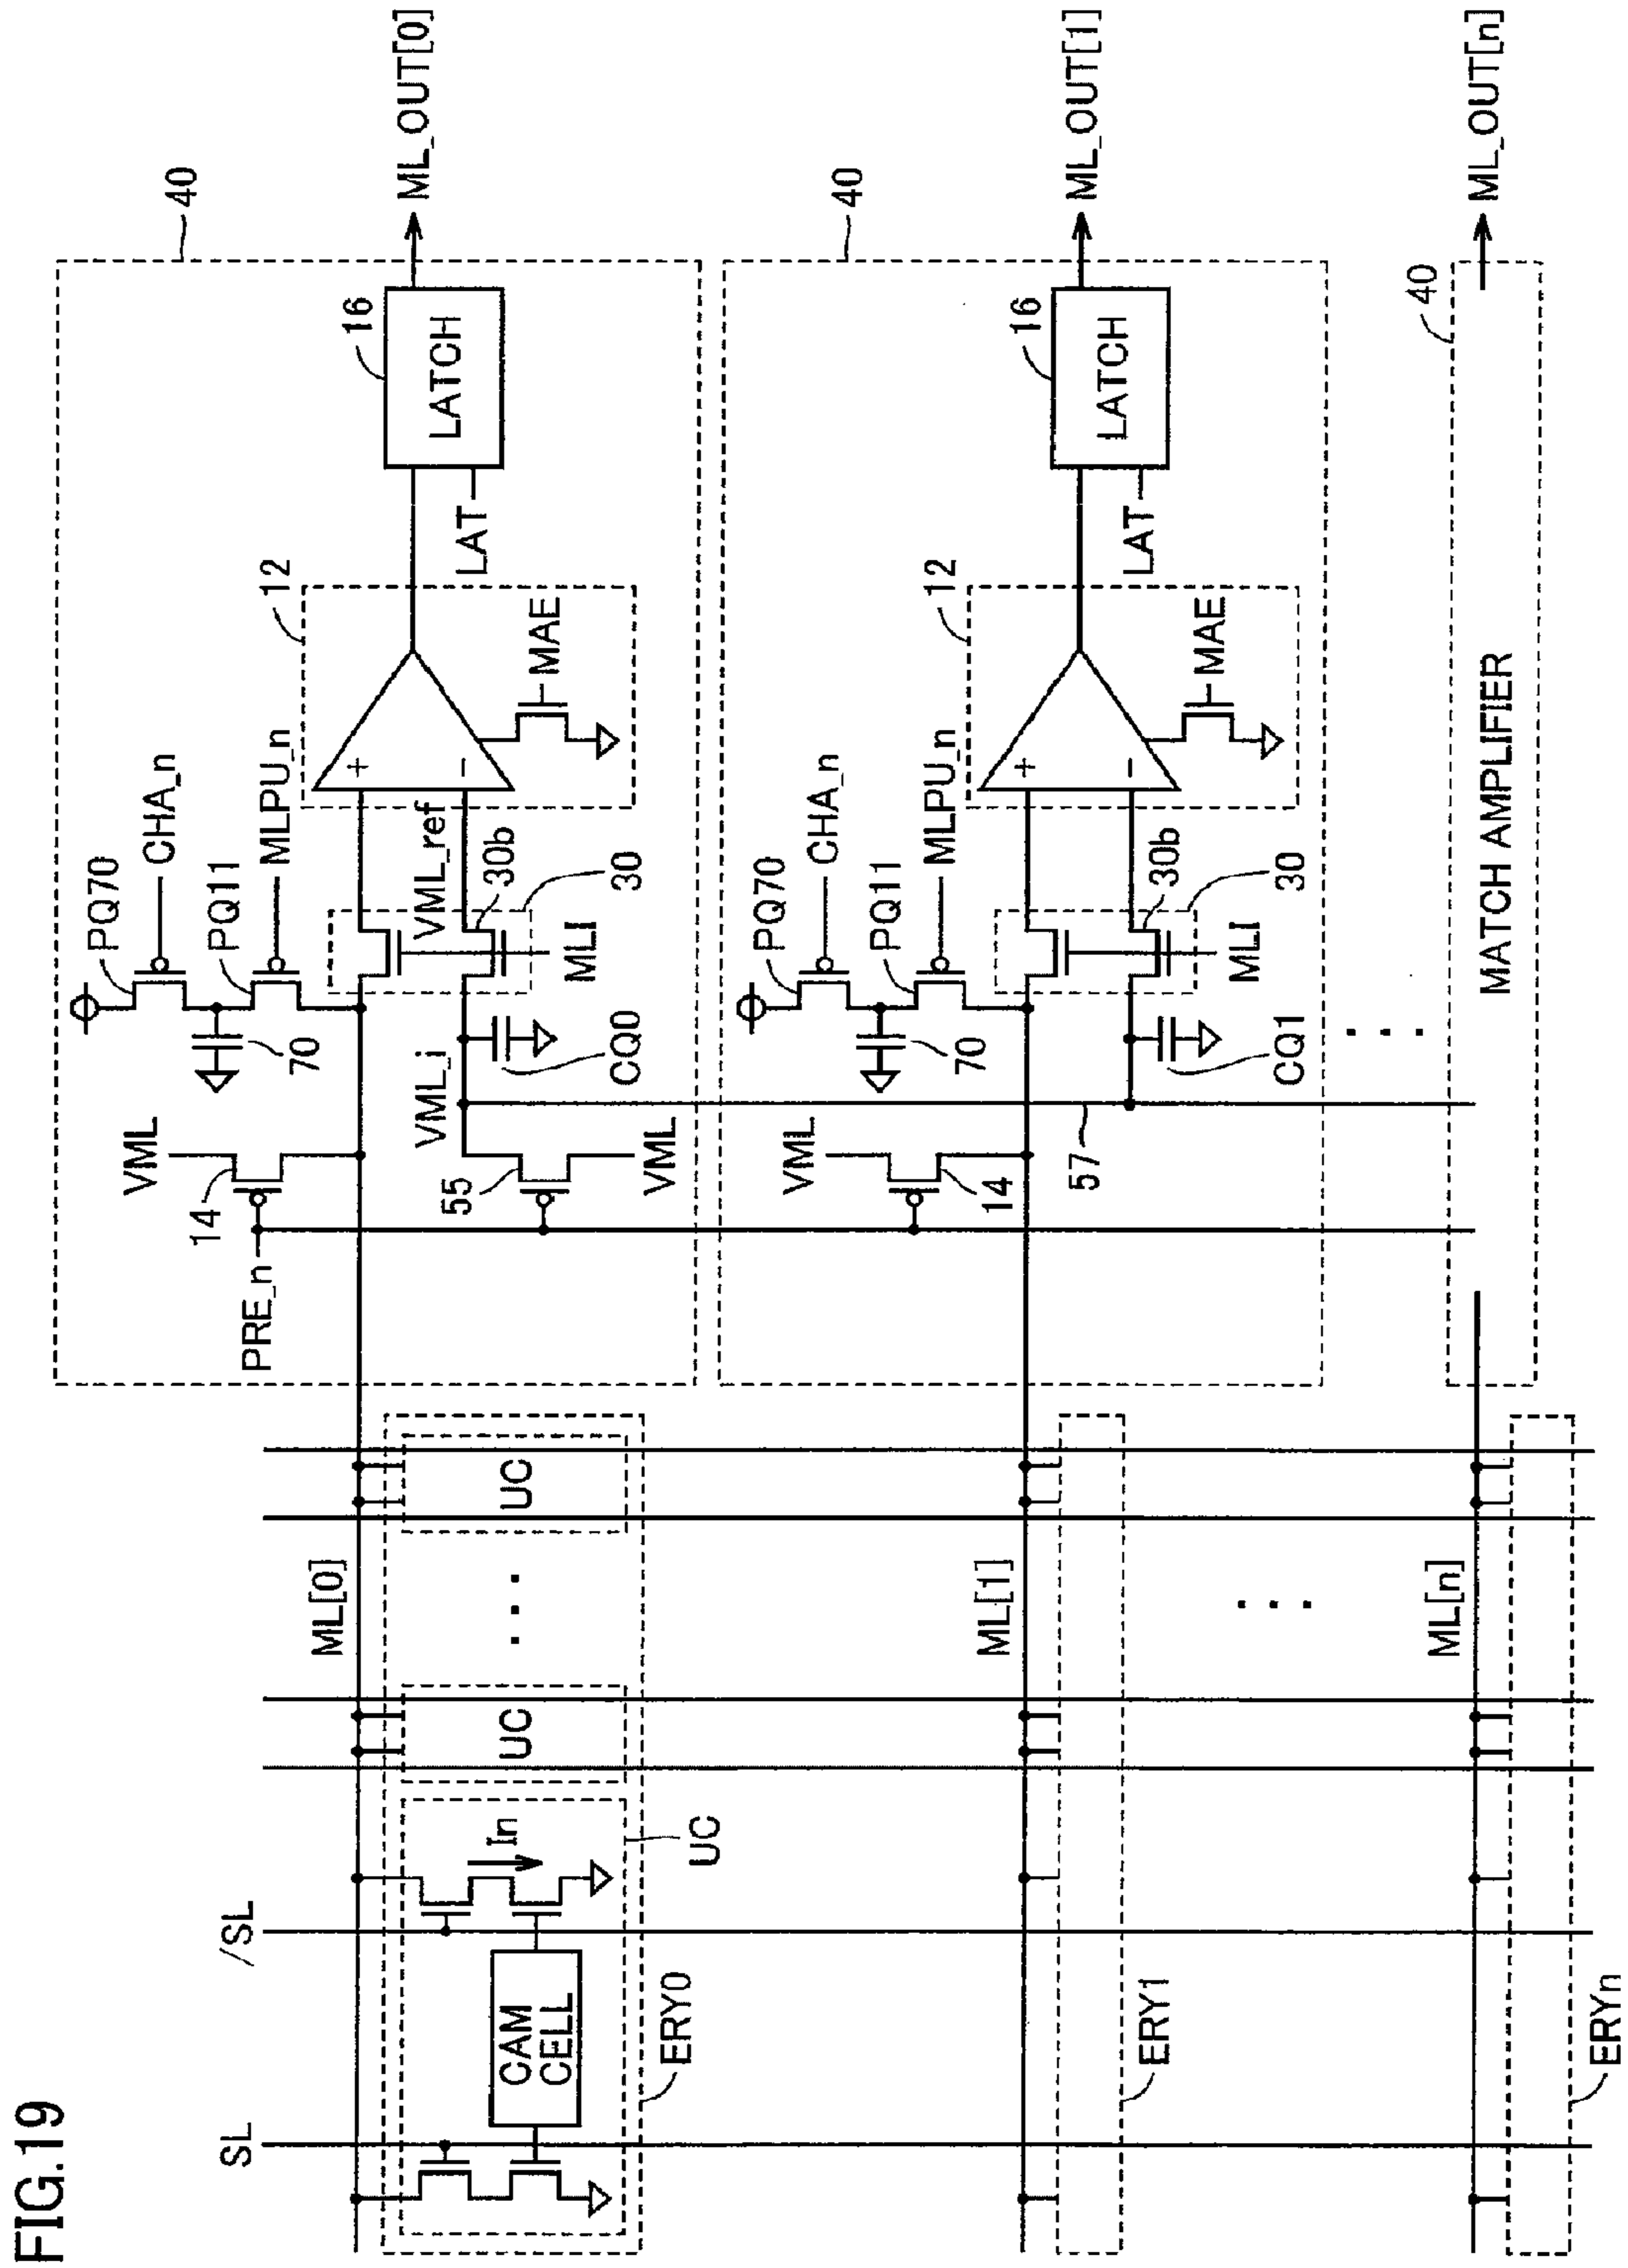 FIG.19
SL
/SL
CAM
CELL
In
UC
ERY0
ML[0]
UC
UC
PRE_n
VML
14
55
VML
VML_j
CQ0
70
PQ70
CHA_n
PQ11
MLPU_n
VML_ref
30b
30
MLI
12
MAE
16
LATCH
LAT
40
ML_OUT[0]
ERY1
ML[1]
VML
14
57
CQ1
70
PQ70
CHA_n
PQ11
MLPU_n
30b
30
MLI
12
MAE
16
LATCH
LAT
40
ML_OUT[1]
ERYn
ML[n]
MATCH AMPLIFIER
40
ML_OUT[n]